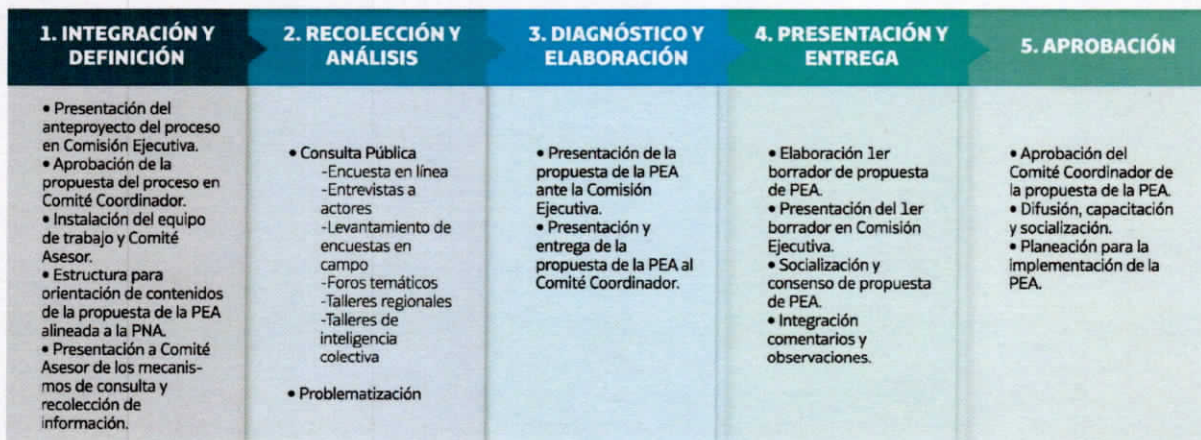 1. INTEGRACIÓN Y
DEFINICIÓN
• Presentación del
anteproyecto del proceso
en Comisión Ejecutiva.
• Aprobación de la
propuesta del proceso en
Comité Coordinador.
• Instalación del equipo
de trabajo y Comité
Asesor.
• Estructura para
orientación de contenidos
de la propuesta de la PEA
alineada a la PNA.
• Presentación a Comité
Asesor de los mecanis-
mos de consulta y
recolección de
información.
2. RECOLECCIÓN Y
ANÁLISIS
• Consulta Pública
-Encuesta en línea
-Entrevistas a
actores
-Levantamiento de
encuestas en
campo
-Foros temáticos
-Talleres regionales
-Talleres de
inteligencia
colectiva
• Problematización
3. DIAGNÓSTICO Y
ELABORACIÓN
• Presentación de la
propuesta de la PEA
ante la Comisión
Ejecutiva.
• Presentación y
entrega de la
propuesta de la PEA al
Comité Coordinador.
4. PRESENTACIÓN Y
ENTREGA
• Elaboración 1er
borrador de propuesta
de PEA.
• Presentación del 1er
borrador en Comisión
Ejecutiva.
• Socialización y
consenso de propuesta
de PEA.
• Integración
comentarios y
observaciones.
5. APROBACIÓN
• Aprobación del
Comité Coordinador de
la propuesta de la PEA.
• Difusión, capacitación
y socialización.
• Planeación para la
implementación de la
PEA.